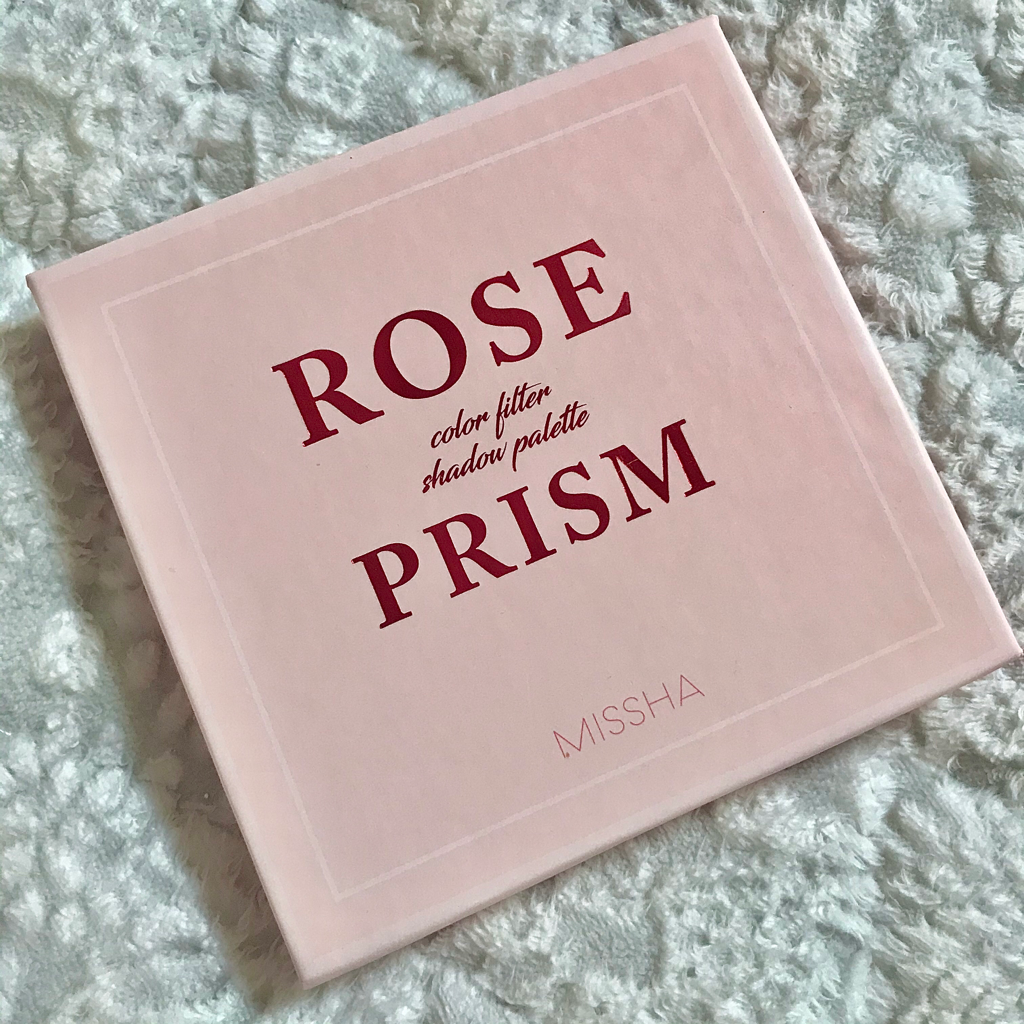 ROSE
color filter
shadow palette
PRISM
MISSHA